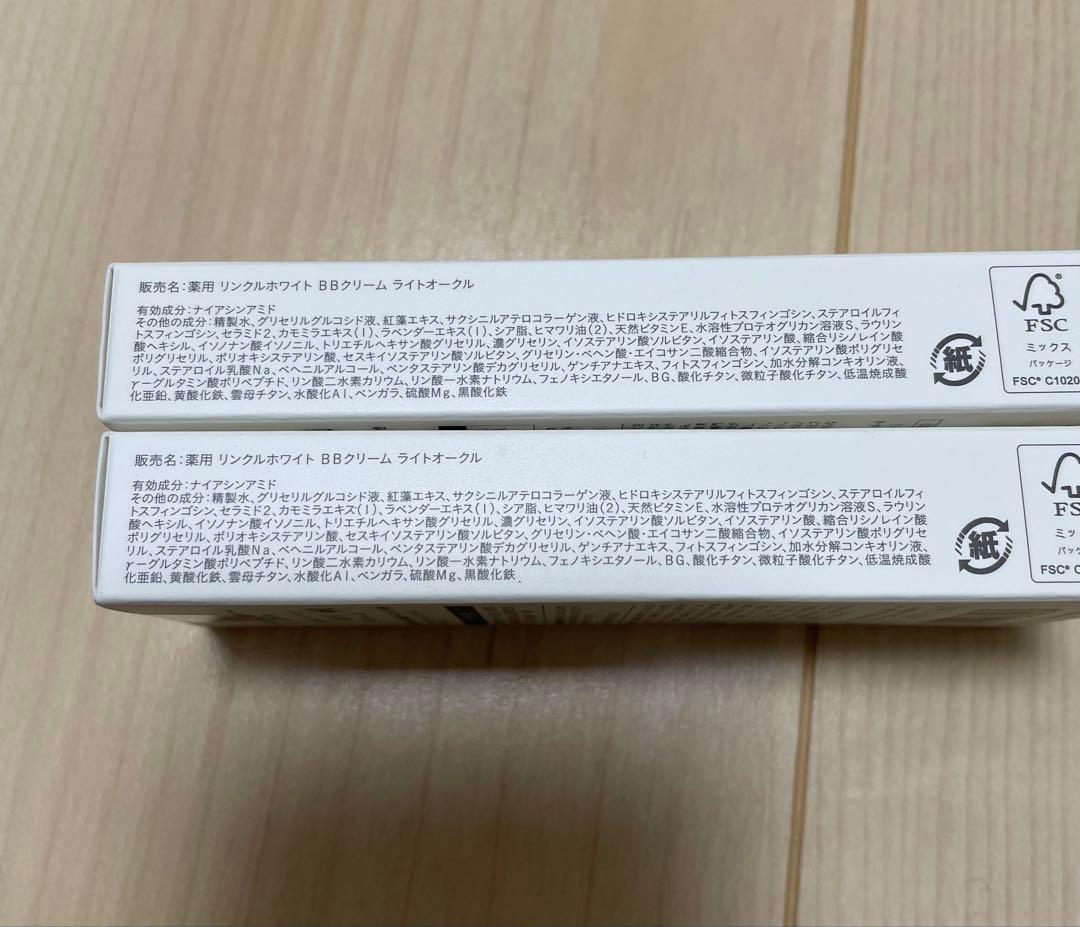 販売名：薬用 リンクルホワイト BBクリーム ライトオークル
有効成分：ナイアシンアミド
その他の成分：精製水、グリセリルグルコシド液、紅藻エキス、サクシニルアテロコラーゲン液、ヒドロキシステアリルフィトスフィンゴシン、ステアロイルフィ
トスフィンゴシン、セラミド2、カモミラエキス(1)、ラベンダーエキス(1)、シア脂、ヒマワリ油(2)、天然ビタミンE、水溶性プロテオグリカン溶液S、ラウリン
酸ヘキシル、イソノナン酸イソノニル、トリエチルヘキサン酸グリセリル、濃グリセリン、イソステアリン酸ソルビタン、イソステアリン酸、縮合リシノレイン酸
ポリグリセリル、ポリオキシステアリン酸、セスキイソステアリン酸ソルビタン、グリセリン・ベヘン酸・エイコサン二酸縮合物、イソステアリン酸ポリグリセ
リル、ステアロイル乳酸Na、ベヘニルアルコール、ペンタステアリン酸デカグリセリル、ゲンチアナエキス、フィトスフィンゴシン、加水分解コンキオリン液、
γーグルタミン酸ポリペプチド、リン酸二水素カリウム、リン酸一水素ナトリウム、フェノキシエタノール、BG、酸化チタン、微粒子酸化チタン、低温焼成酸
化亜鉛、黄酸化鉄、雲母チタン、水酸化Al、ベンガラ、硫酸Mg、黒酸化鉄
紙
FSC
ミックス
パッケージ
FSC® C1020
販売名：薬用 リンクルホワイト BBクリーム ライトオークル
有効成分：ナイアシンアミド
その他の成分：精製水、グリセリルグルコシド液、紅藻エキス、サクシニルアテロコラーゲン液、ヒドロキシステアリルフィトスフィンゴシン、ステアロイルフィ
トスフィンゴシン、セラミド2、カモミラエキス(1)、ラベンダーエキス(1)、シア脂、ヒマワリ油(2)、天然ビタミンE、水溶性プロテオグリカン溶液S、ラウリン
酸ヘキシル、イソノナン酸イソノニル、トリエチルヘキサン酸グリセリル、濃グリセリン、イソステアリン酸ソルビタン、イソステアリン酸、縮合リシノレイン酸
ポリグリセリル、ポリオキシステアリン酸、セスキイソステアリン酸ソルビタン、グリセリン・ベヘン酸・エイコサン二酸縮合物、イソステアリン酸ポリグリセ
リル、ステアロイル乳酸Na、ベヘニルアルコール、ペンタステアリン酸デカグリセリル、ゲンチアナエキス、フィトスフィンゴシン、加水分解コンキオリン液、
γーグルタミン酸ポリペプチド、リン酸二水素カリウム、リン酸一水素ナトリウム、フェノキシエタノール、BG、酸化チタン、微粒子酸化チタン、低温焼成酸
化亜鉛、黄酸化鉄、雲母チタン、水酸化Al、ベンガラ、硫酸Mg、黒酸化鉄
紙
FS
ミッ
パッ
FSC® C